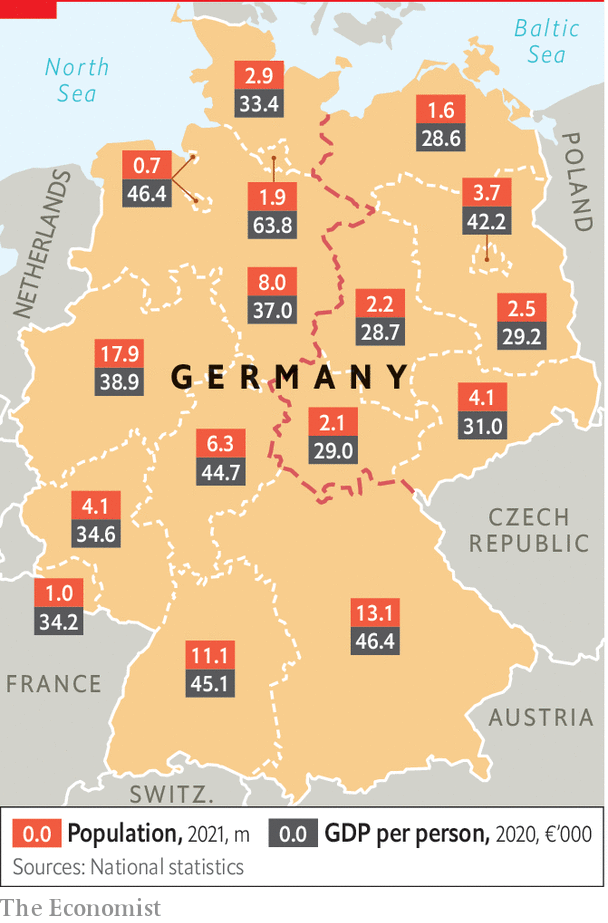 North
Sea
Baltic
Sea
2.9
33.4
1.6
28.6
POLAND
0.7
46.4
1.9
63.8
3.7
42.2
NETHERLANDS
8.0
37.0
2.2
28.7
2.5
29.2
17.9
38.9
GERMANY
4.1
31.0
2.1
29.0
6.3
44.7
4.1
34.6
CZECH
REPUBLIC
1.0
34.2
13.1
46.4
11.1
45.1
FRANCE
AUSTRIA
SWITZ.
0.0 Population, 2021, m 0.0 GDP per person, 2020, €’000
Sources: National statistics
The Economist